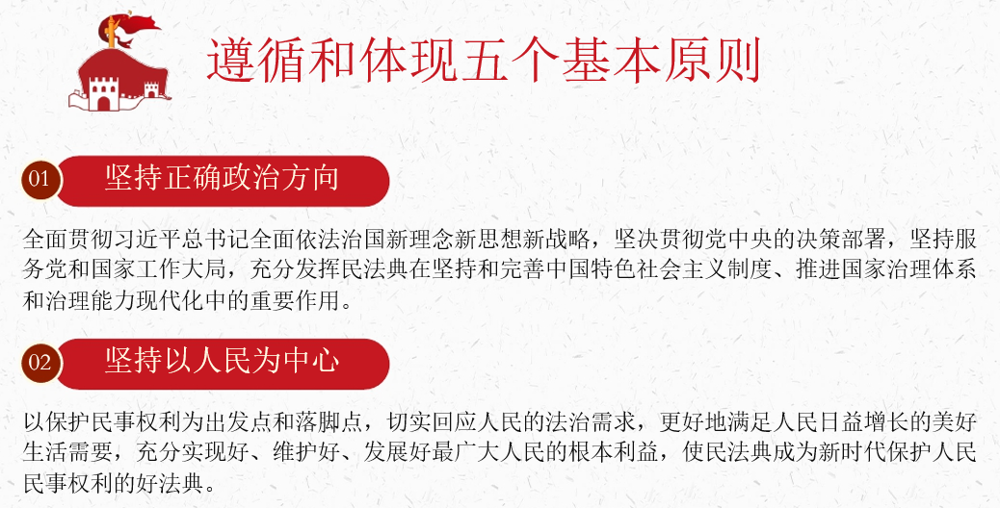 遵循和体现五个基本原则
01 坚持正确政治方向
全面贯彻习近平总书记全面依法治国新理念新思想新战略，坚决贯彻党中央的决策部署，坚持服
务党和国家工作大局，充分发挥民法典在坚持和完善中国特色社会主义制度、推进国家治理体系
和治理能力现代化中的重要作用。
02 坚持以人民为中心
以保护民事权利为出发点和落脚点，切实回应人民的法治需求，更好地满足人民日益增长的美好
生活需要，充分实现好、维护好、发展好最广大人民的根本利益，使民法典成为新时代保护人民
民事权利的好法典。